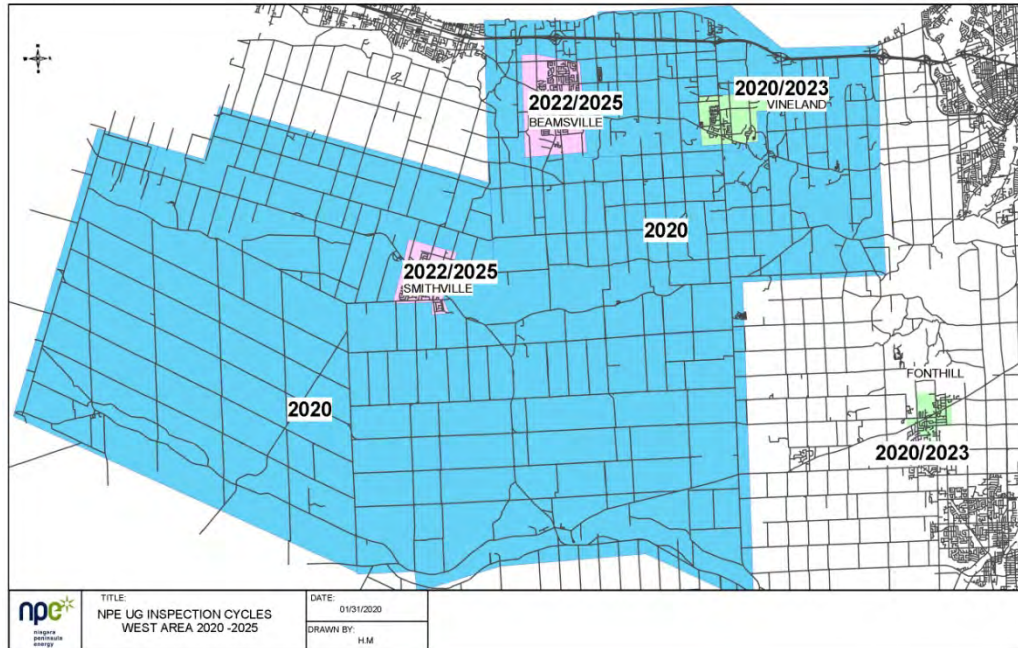 2022/2025
BEAMSVILLE
2020/2023
VINELAND
2020
2022/2025
SMITHVILLE
2020
FONTHILL
2020/2023
npe
niagara
peninsula
energy
TITLE:
NPE UG INSPECTION CYCLES
WEST AREA 2020 -2025
DATE:
01/31/2020
DRAWN BY:
H.M